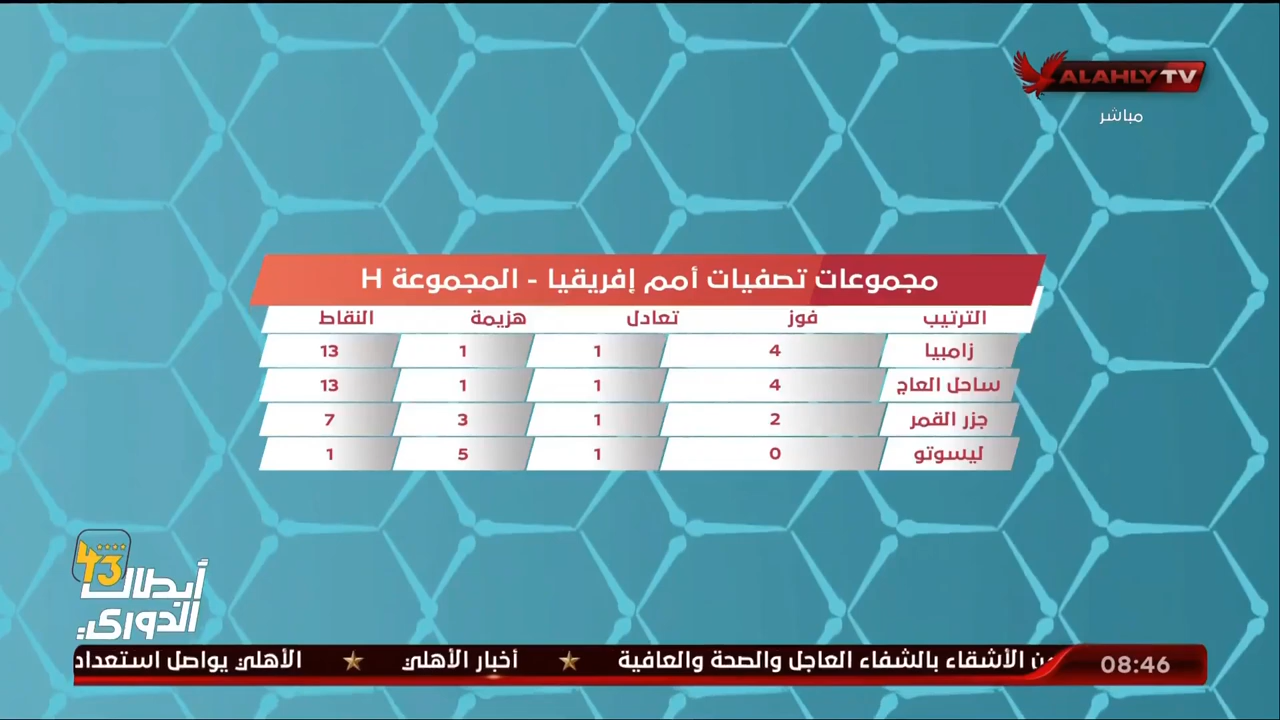 ALAHLY TV
مباشر
مجموعات تصفيات أمم إفريقيا - المجموعة H
الترتيب فوز تعادل هزيمة النقاط
زامبيا 4 1 1 13
ساحل العاج 4 1 1 13
جزر القمر 2 1 3 7
ليسوتو 0 1 5 1
43
أبطال
الدوري
08:46 من الأشقاء بالشفاء العاجل والصحة والعافية ★ أخبار الأهلي ★ الأهلي يواصل استعداد